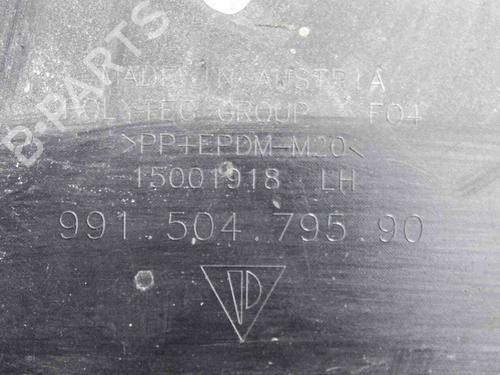 B-PARTS
MADE IN AUSTRIA
POLYTEC GROUP F04
>PP+EPDM-M20<
15001918 LH
991.504.795.90